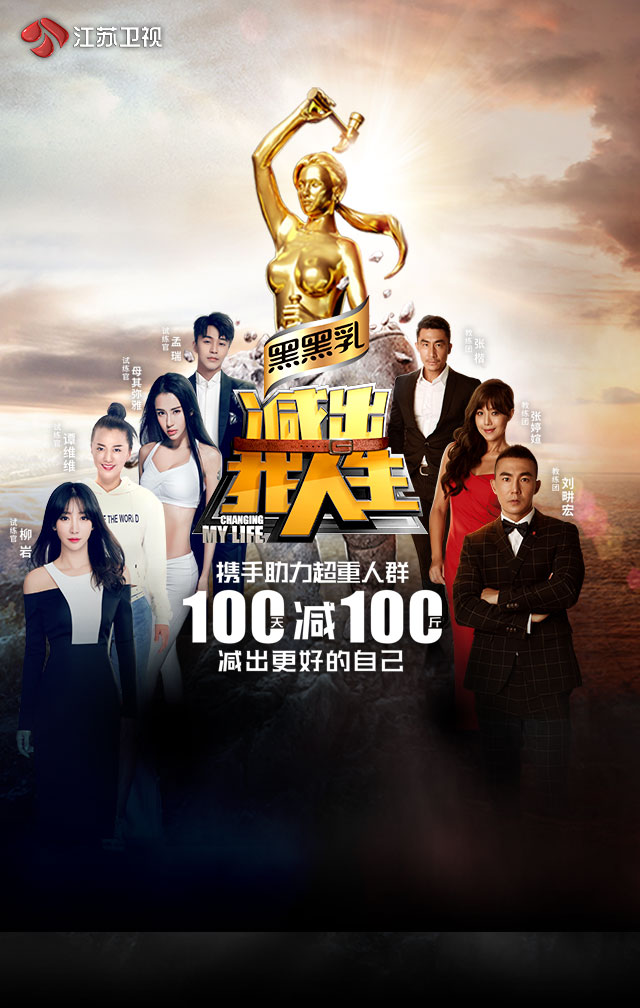 江苏卫视
黑黑乳
减出
我人生
CHANGING
MY LIFE
试练官
孟瑞
试练官
母其弥雅
试练官
谭维维
试练官
柳岩
教练团
张楷
教练团
张婷媗
教练团
刘畊宏
E THE WORLD
携手助力超重人群
100天减100斤
减出更好的自己